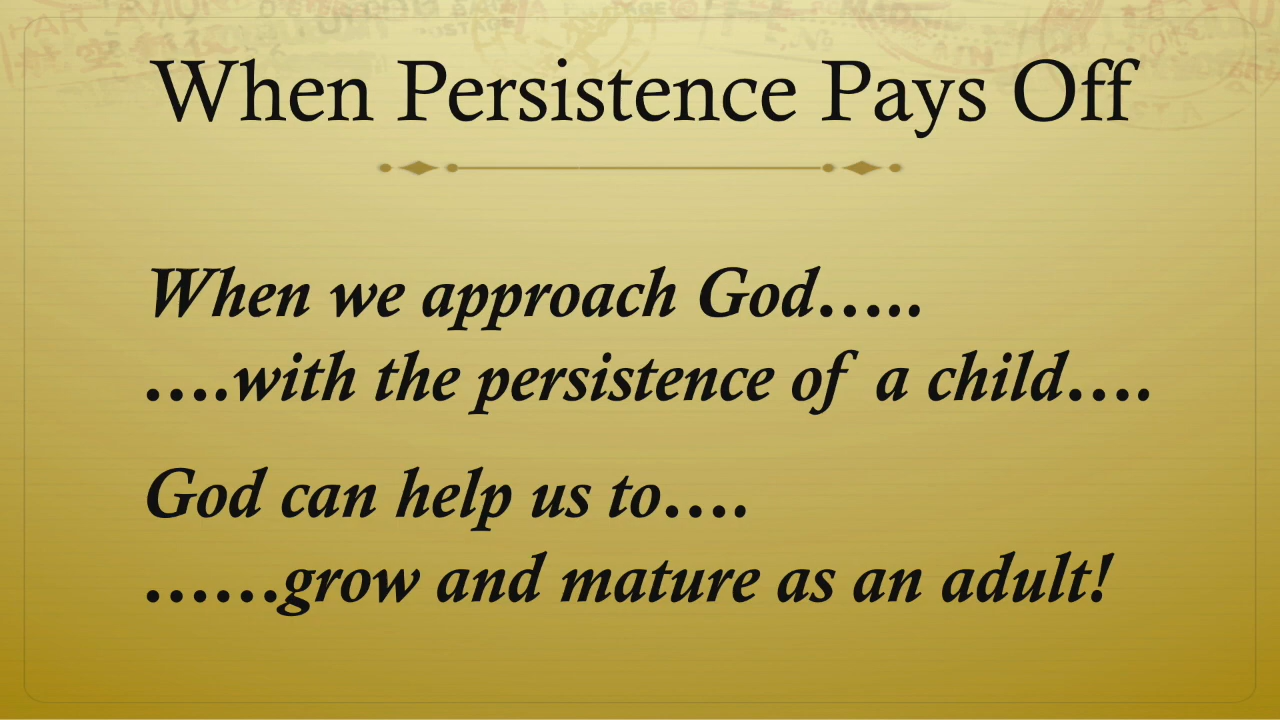 When Persistence Pays Off
When we approach God.....
....with the persistence of a child....
God can help us to....
......grow and mature as an adult!